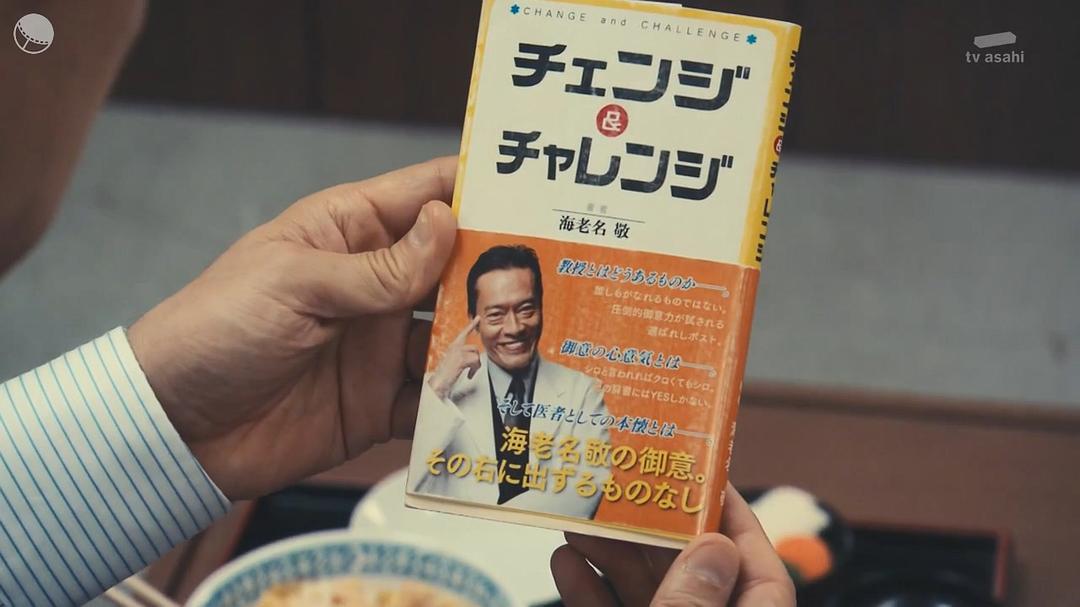 CHANGE and CHALLENGE
tv asahi
チェンジ
&
チャレンジ
著者
海老名 敬
教授とはどうあるものか――。
誰しもがなれるものではない。
圧倒的御意力が試される
選ばれしポスト。
御意の心意気とは――。
シロと言われればクロくてもシロ。
の辞書にはYESしかない。
そして医者としての本懐とは――。
海老名敬の御意。
その右に出ずるものなし